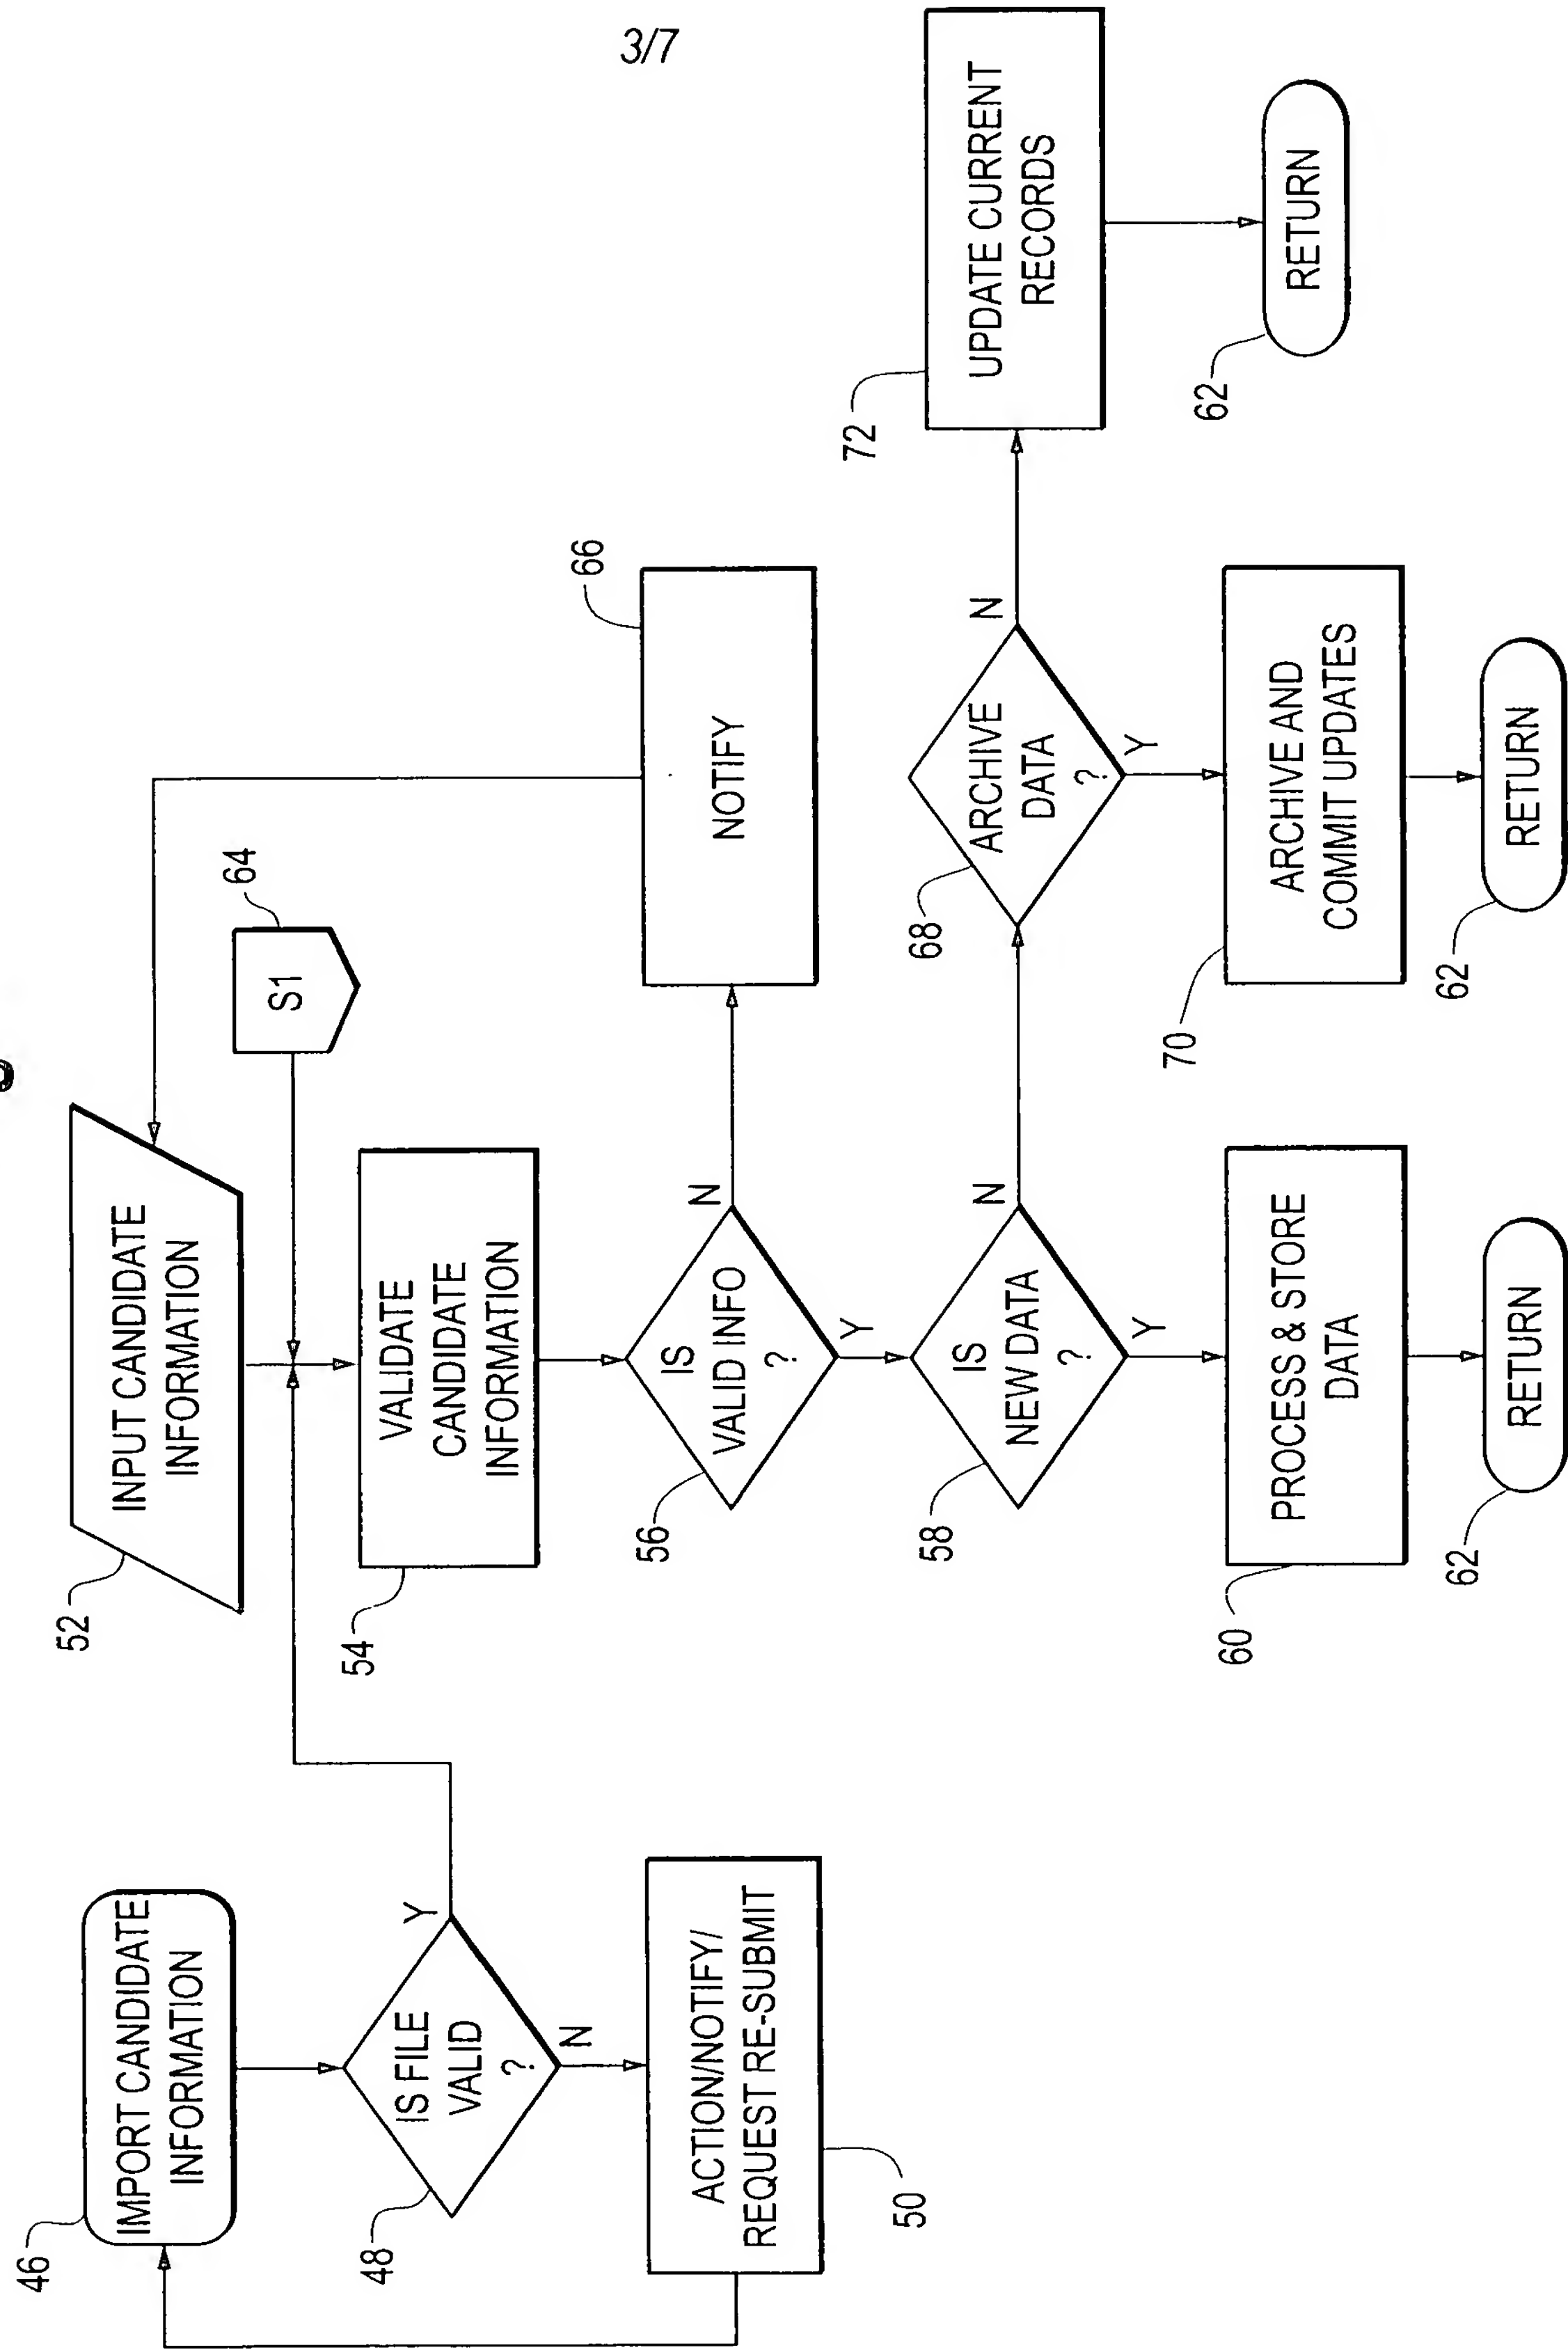 3/7
46
IMPORT CANDIDATE
INFORMATION
48
IS FILE
VALID
?
Y
N
ACTION/NOTIFY/
REQUEST RE-SUBMIT
50
52
INPUT CANDIDATE
INFORMATION
S1
64
54
VALIDATE
CANDIDATE
INFORMATION
56
IS
VALID INFO
?
N
Y
NOTIFY
66
58
IS
NEW DATA
?
N
Y
60
PROCESS & STORE
DATA
62
RETURN
68
ARCHIVE
DATA
?
N
Y
70
ARCHIVE AND
COMMIT UPDATES
62
RETURN
72
UPDATE CURRENT
RECORDS
62
RETURN